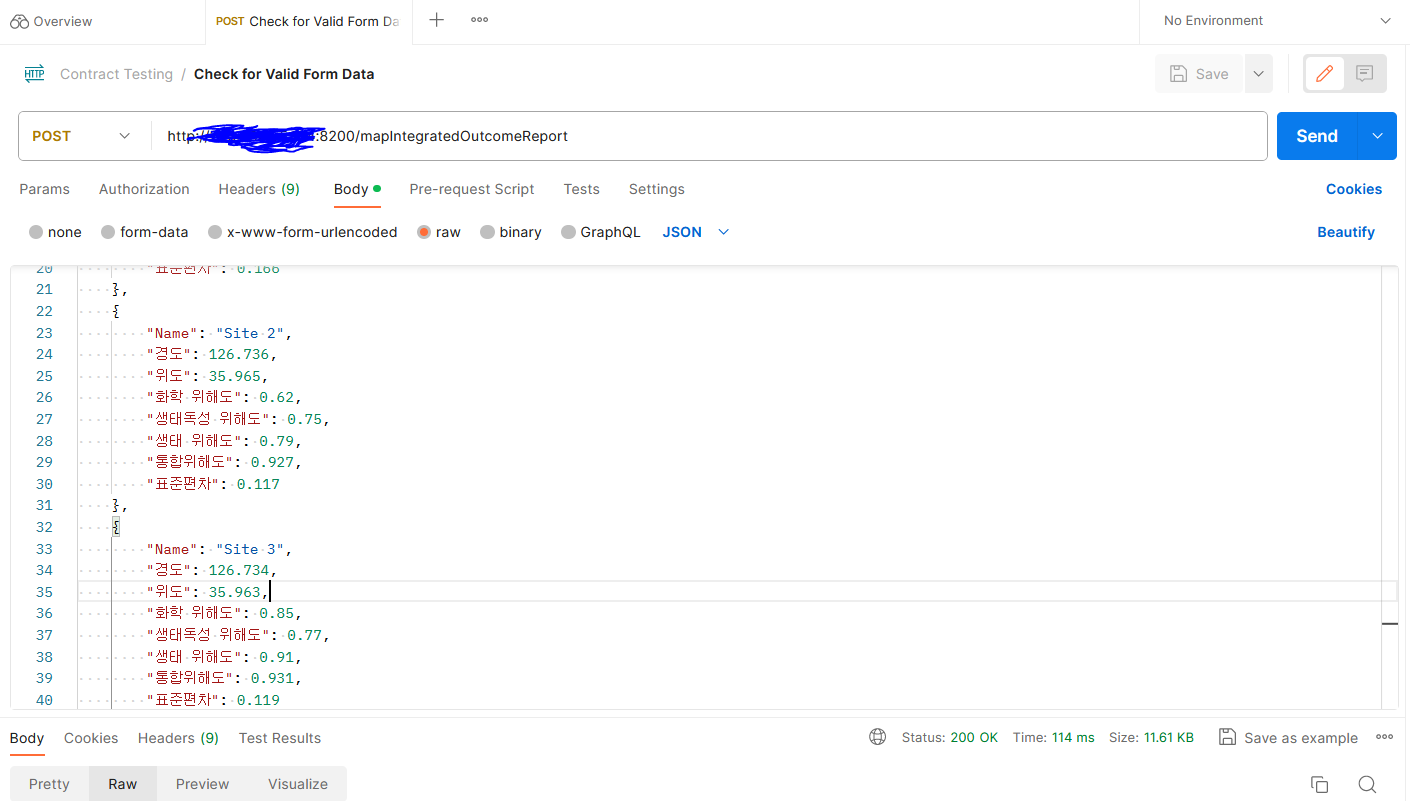 Overview
POST Check for Valid Form Da
No Environment
HTTP Contract Testing / Check for Valid Form Data
Save
POST
http:/ :8200/mapIntegratedOutcomeReport
Send
Params Authorization Headers (9) Body Pre-request Script Tests Settings Cookies
none form-data x-www-form-urlencoded raw binary GraphQL JSON Beautify
20 "표준편차": 0.166
21 },
22 {
23 "Name": "Site 2",
24 "경도": 126.736,
25 "위도": 35.965,
26 "화학 위해도": 0.62,
27 "생태독성 위해도": 0.75,
28 "생태 위해도": 0.79,
29 "통합위해도": 0.927,
30 "표준편차": 0.117
31 },
32 {
33 "Name": "Site 3",
34 "경도": 126.734,
35 "위도": 35.963,
36 "화학 위해도": 0.85,
37 "생태독성 위해도": 0.77,
38 "생태 위해도": 0.91,
39 "통합위해도": 0.931,
40 "표준편차": 0.119
Body Cookies Headers (9) Test Results Status: 200 OK Time: 114 ms Size: 11.61 KB Save as example
Pretty Raw Preview Visualize